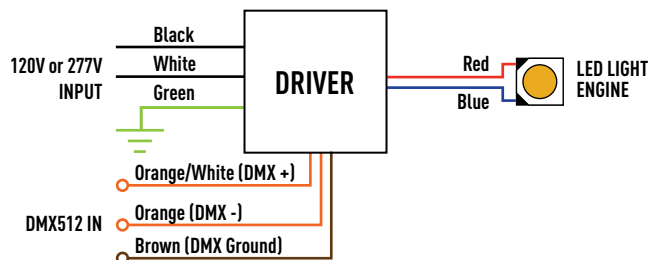 Black
120V or 277V
INPUT
White
Green
DRIVER
Red
Blue
LED LIGHT
ENGINE
Orange/White (DMX +)
DMX512 IN
Orange (DMX -)
Brown (DMX Ground)